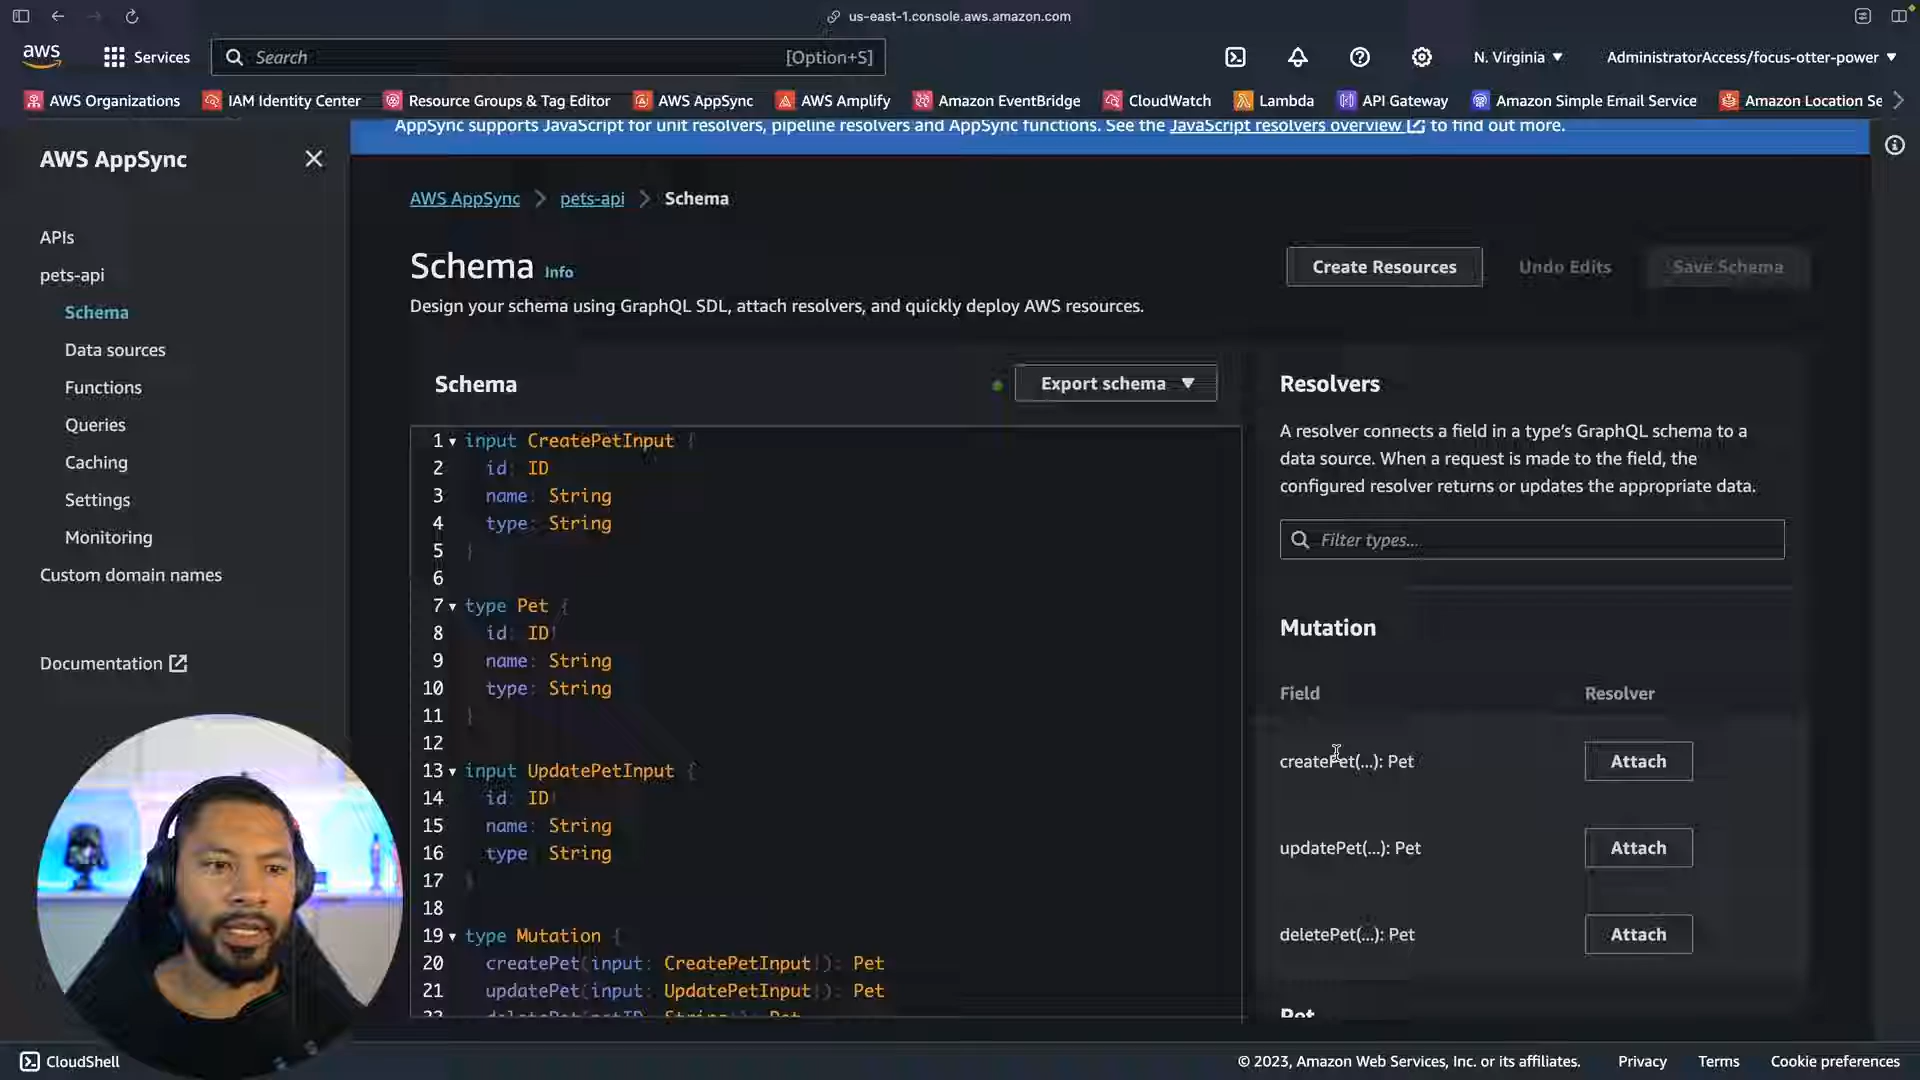 us-east-1.console.aws.amazon.com
aws
Services
Search
[Option+S]
N. Virginia
AdministratorAccess/focus-otter-power
AWS Organizations
IAM Identity Center
Resource Groups & Tag Editor
AWS AppSync
AWS Amplify
Amazon EventBridge
CloudWatch
Lambda
API Gateway
Amazon Simple Email Service
Amazon Location Se
AppSync supports JavaScript for unit resolvers, pipeline resolvers and AppSync functions. See the JavaScript resolvers overview to find out more.
AWS AppSync
APIs
pets-api
Schema
Data sources
Functions
Queries
Caching
Settings
Monitoring
Custom domain names
Documentation
AWS AppSync > pets-api > Schema
Schema Info
Design your schema using GraphQL SDL, attach resolvers, and quickly deploy AWS resources.
Create Resources
Undo Edits
Save Schema
Schema
Export schema
1 input CreatePetInput {
2 id: ID
3 name: String
4 type: String
5 }
6
7 type Pet {
8 id: ID!
9 name: String
10 type: String
11 }
12
13 input UpdatePetInput {
14 id: ID!
15 name: String
16 type: String
17 }
18
19 type Mutation {
20 createPet(input: CreatePetInput!): Pet
21 updatePet(input: UpdatePetInput!): Pet
Resolvers
A resolver connects a field in a type's GraphQL schema to a
data source. When a request is made to the field, the
configured resolver returns or updates the appropriate data.
Filter types...
Mutation
Field
Resolver
createPet(...): Pet
Attach
updatePet(...): Pet
Attach
deletePet(...): Pet
Attach
Pet
CloudShell
© 2023, Amazon Web Services, Inc. or its affiliates.
Privacy
Terms
Cookie preferences